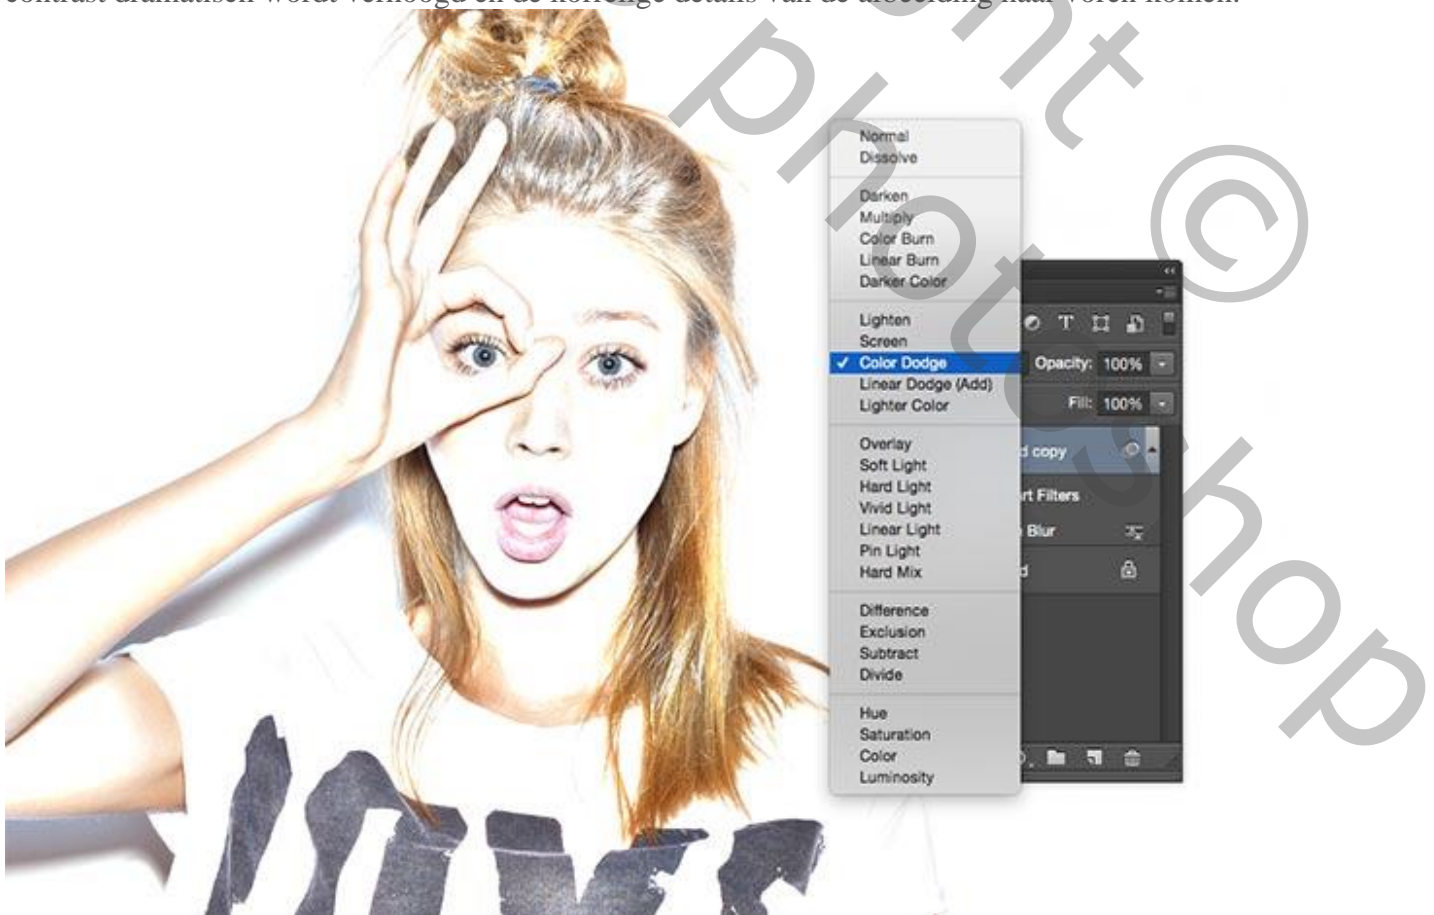 contrast dramatisch wordt verhoogd en de korrelige details van de afbeelding naar voren komen.
Normal
Dissolve
Darken
Multiply
Color Burn
Linear Burn
Darker Color
Lighten
Screen
✓ Color Dodge
Linear Dodge (Add)
Lighter Color
Overlay
Soft Light
Hard Light
Vivid Light
Linear Light
Pin Light
Hard Mix
Difference
Exclusion
Subtract
Divide
Hue
Saturation
Color
Luminosity
T
Opacity: 100%
Fill: 100%
d copy
rt Filters
Blur
d
©
photoshop